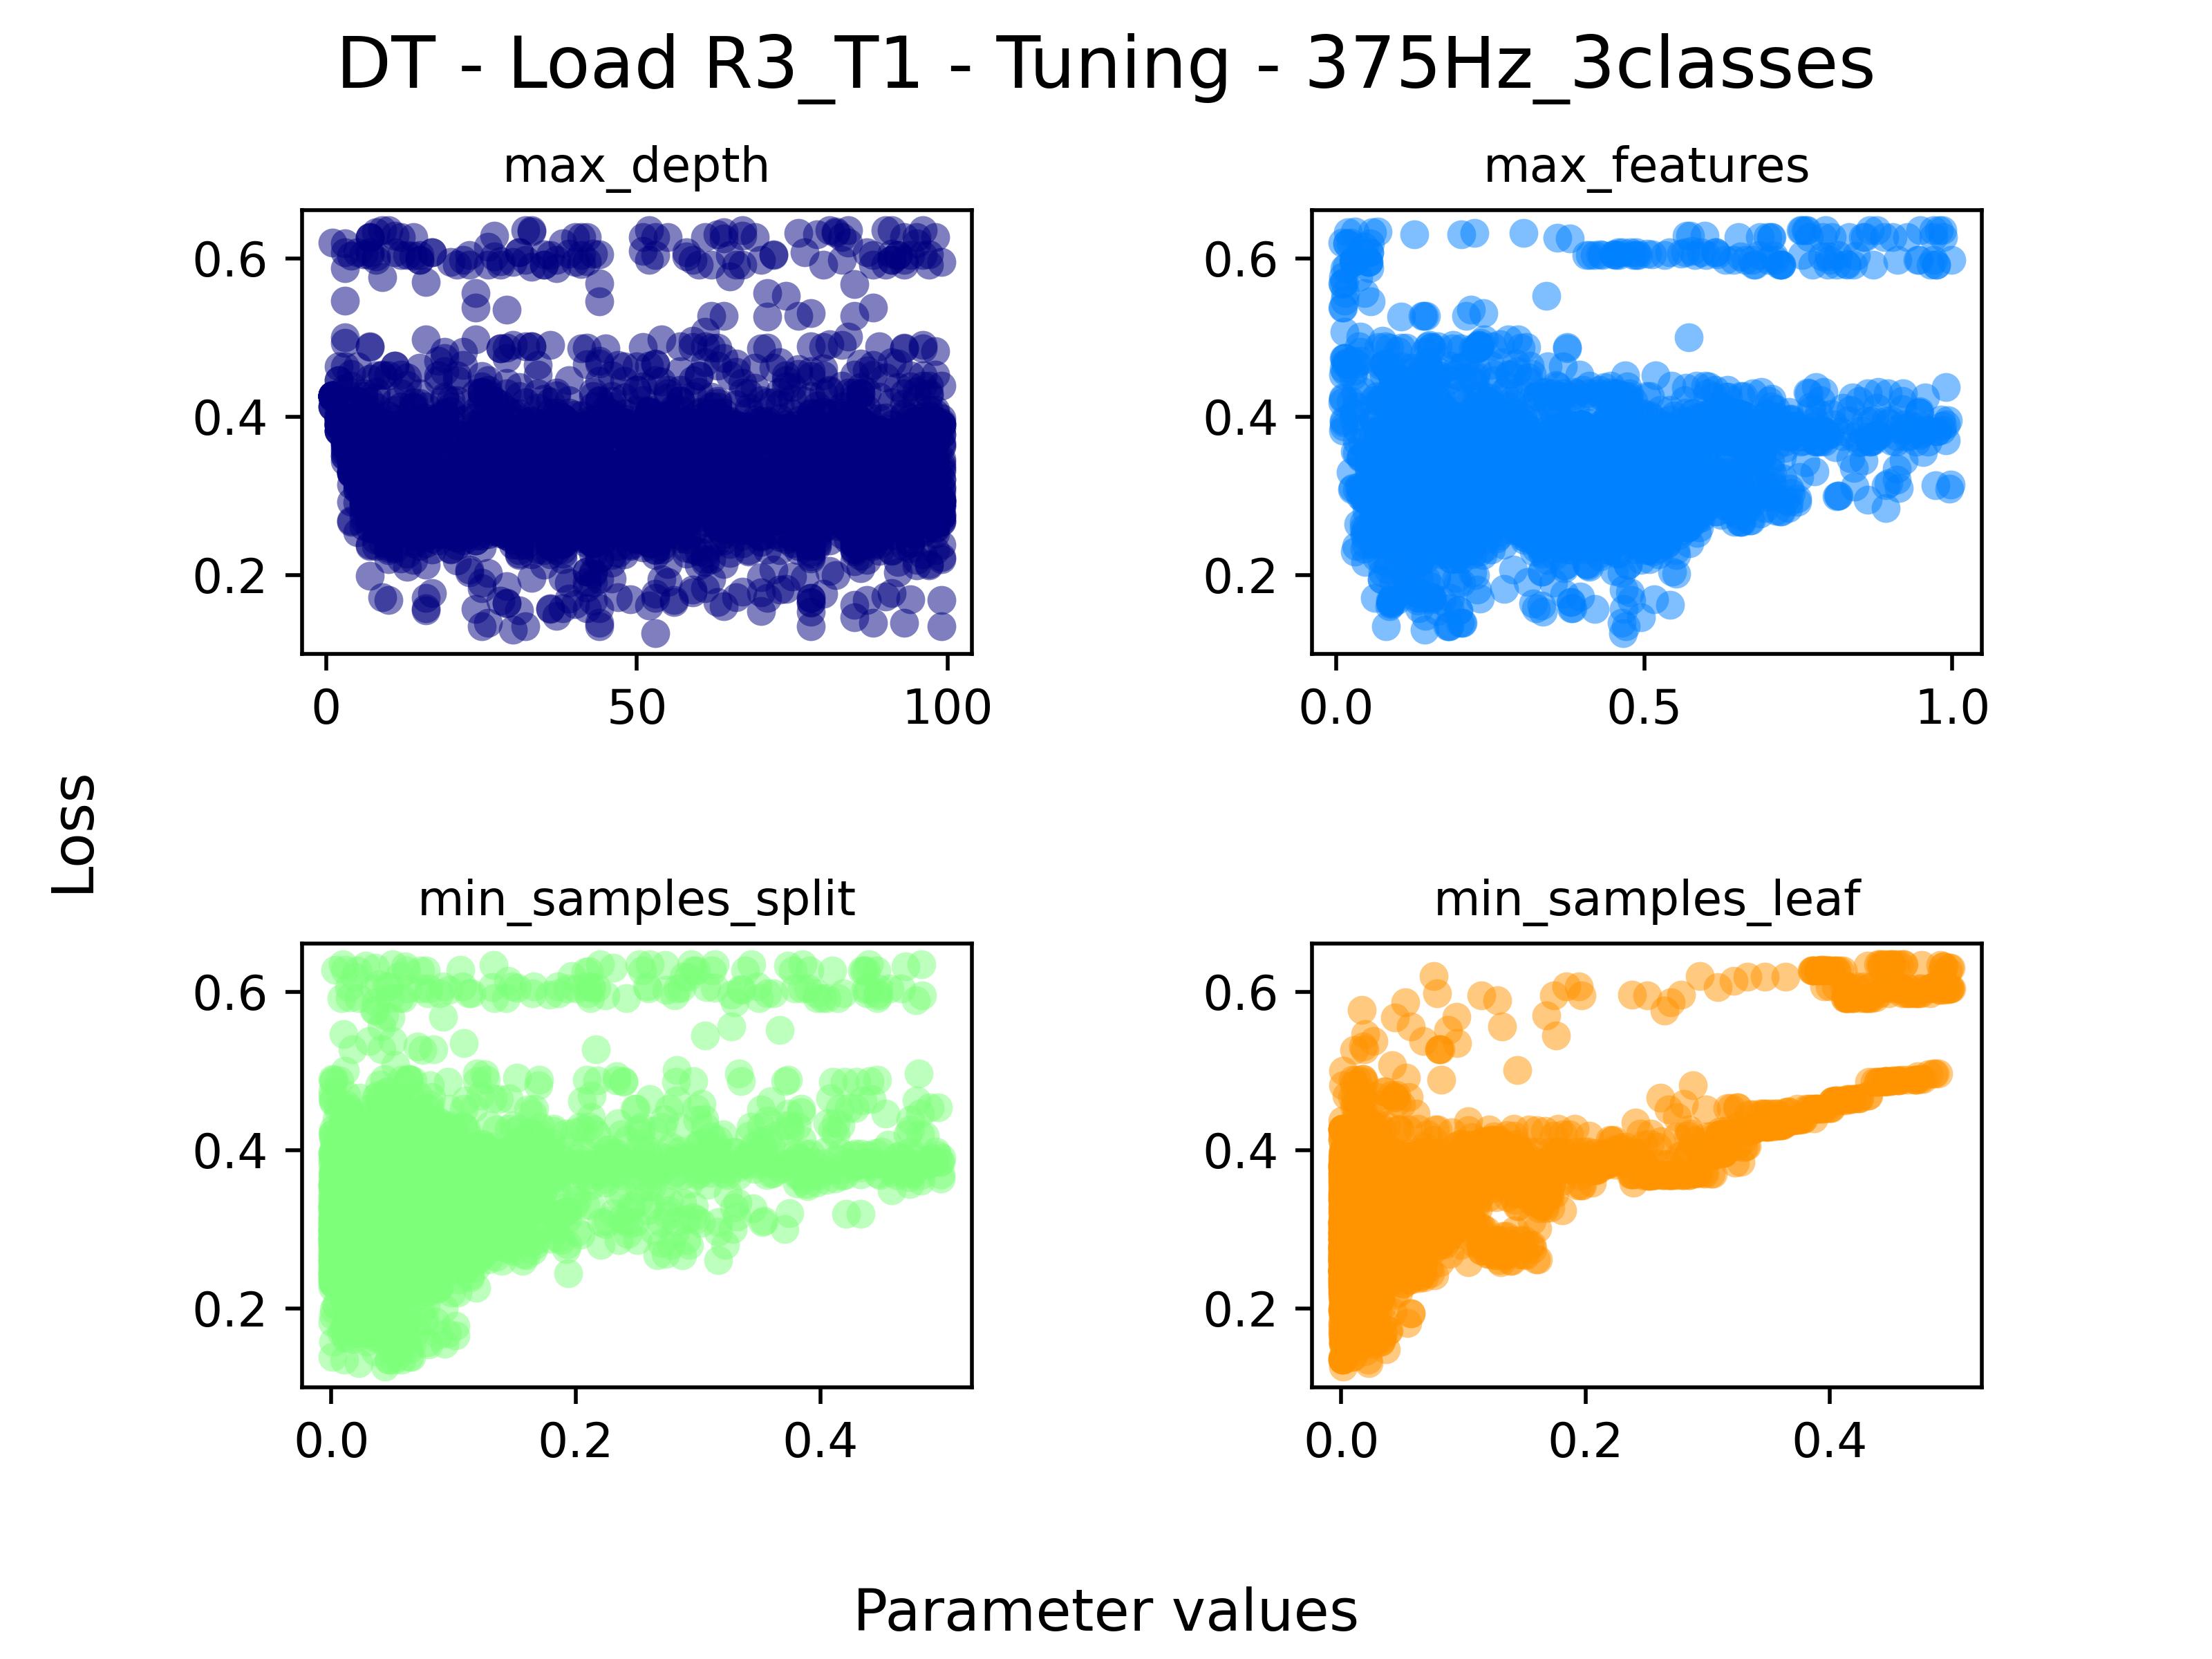 DT - Load R3_T1 - Tuning - 375Hz_3classes
max_depth
0.6
0.4
0.2
0 50 100
max_features
0.6
0.4
0.2
0.0 0.5 1.0
Loss
min_samples_split
0.6
0.4
0.2
0.0 0.2 0.4
min_samples_leaf
0.6
0.4
0.2
0.0 0.2 0.4
Parameter values